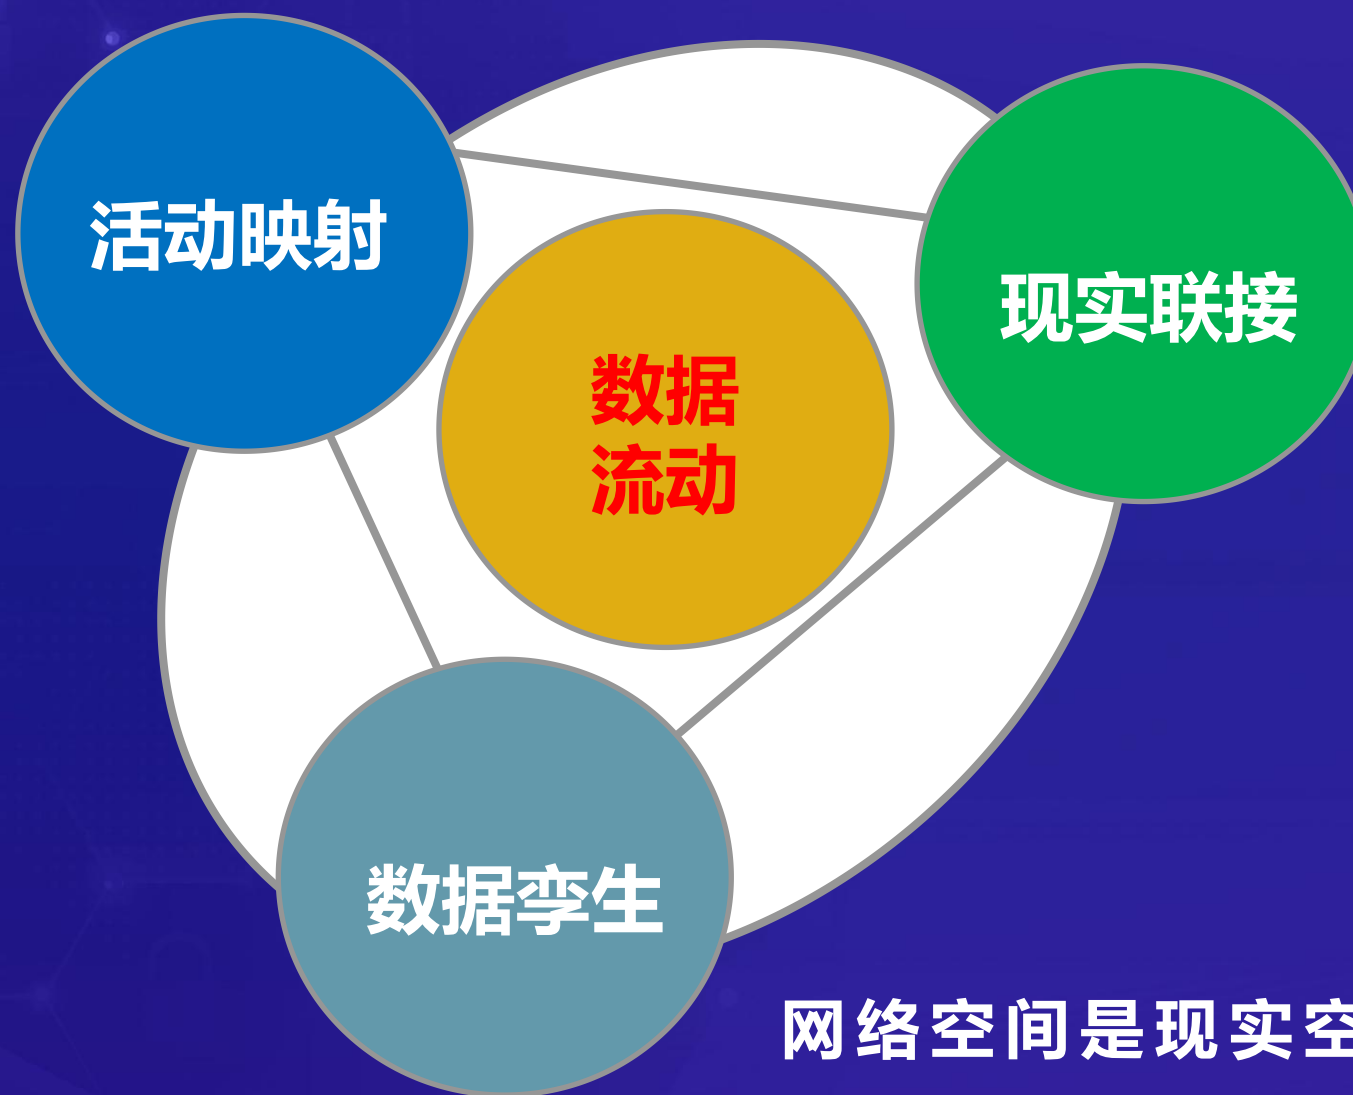 活动映射
现实联接
数据
流动
数据孪生
网络空间是现实空